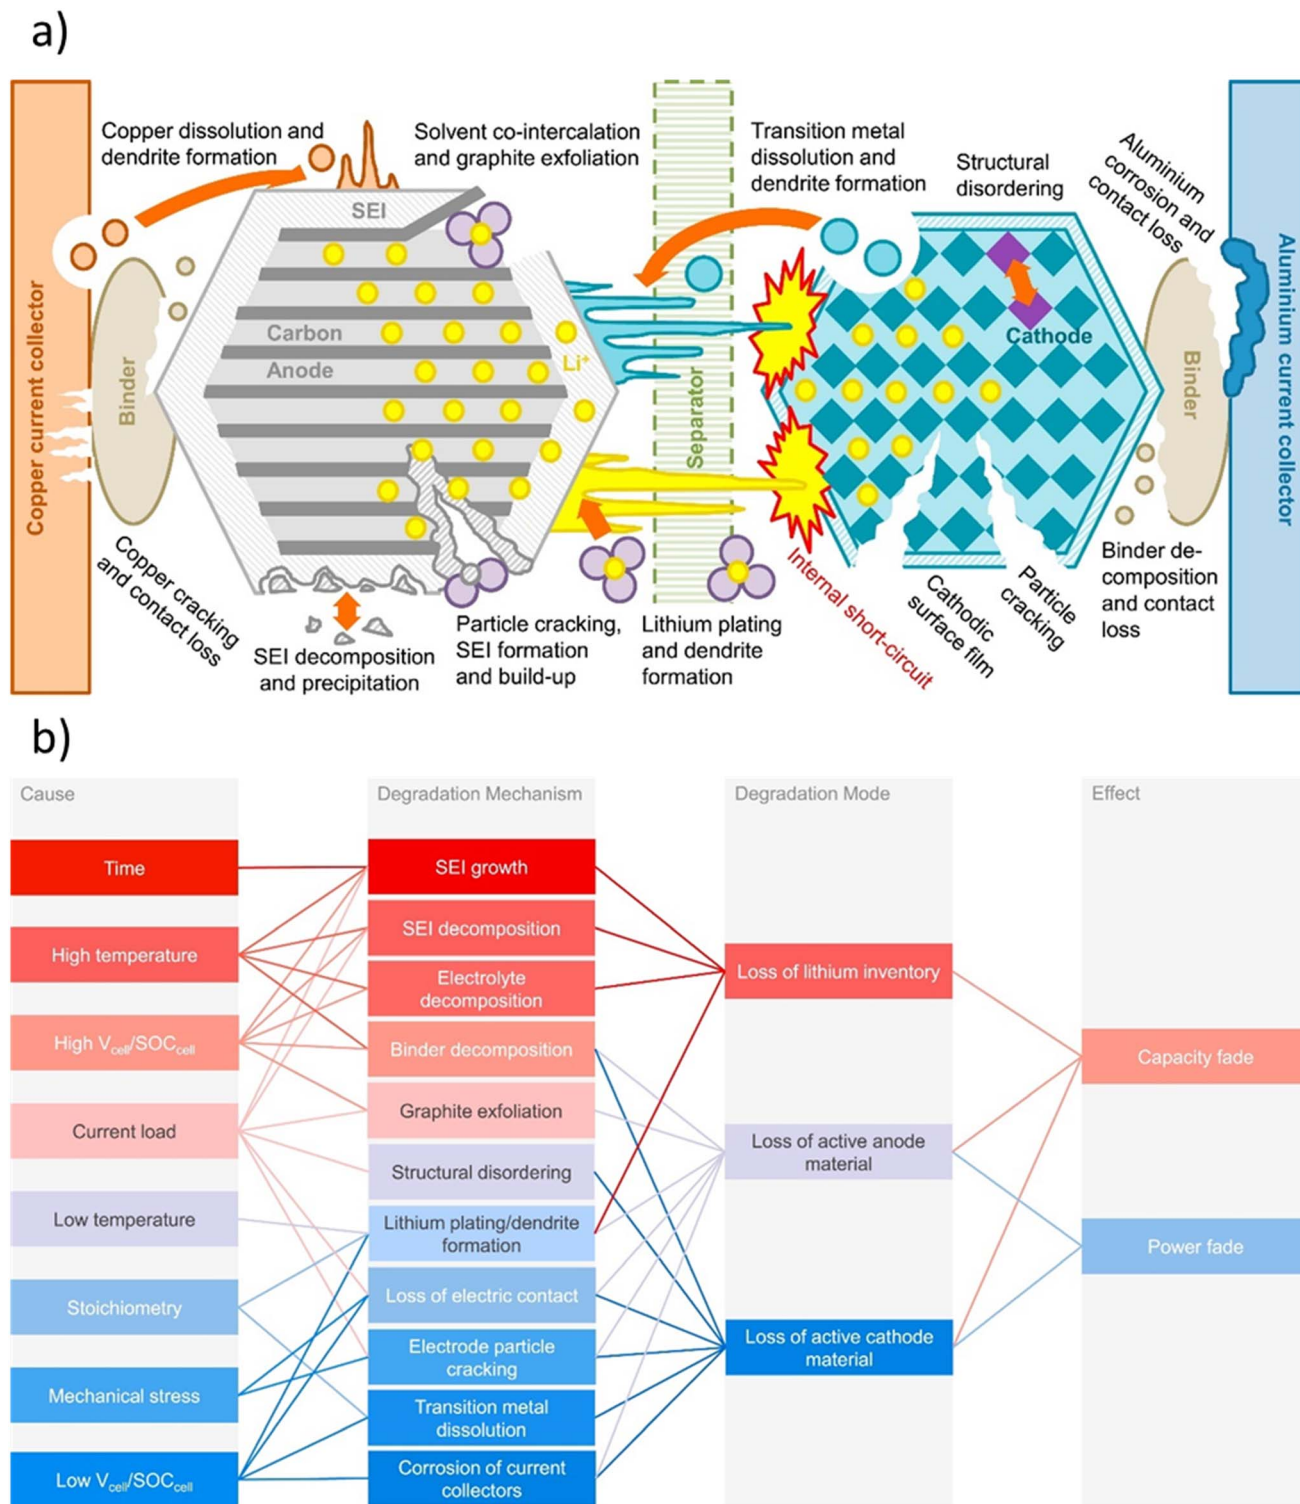 a)
Copper dissolution and
dendrite formation
Solvent co-intercalation
and graphite exfoliation
Transition metal
dissolution and
dendrite formation
Structural
disordering
Aluminium
corrosion and
contact loss
SEI
Carbon
Anode
Li⁺
Cathode
Copper current collector
Binder
Separator
Binder
Aluminium current collector
Copper cracking
and contact loss
SEI decomposition
and precipitation
Particle cracking,
SEI formation
and build-up
Lithium plating
and dendrite
formation
Internal short-circuit
Cathodic
surface film
Particle
cracking
Binder de-
composition
and contact
loss
b)
Cause
Degradation Mechanism
Degradation Mode
Effect
Time
High temperature
High Vcell/SOCcell
Current load
Low temperature
Stoichiometry
Mechanical stress
Low Vcell/SOCcell
SEI growth
SEI decomposition
Electrolyte
decomposition
Binder decomposition
Graphite exfoliation
Structural disordering
Lithium plating/dendrite
formation
Loss of electric contact
Electrode particle
cracking
Transition metal
dissolution
Corrosion of current
collectors
Loss of lithium inventory
Loss of active anode
material
Loss of active cathode
material
Capacity fade
Power fade